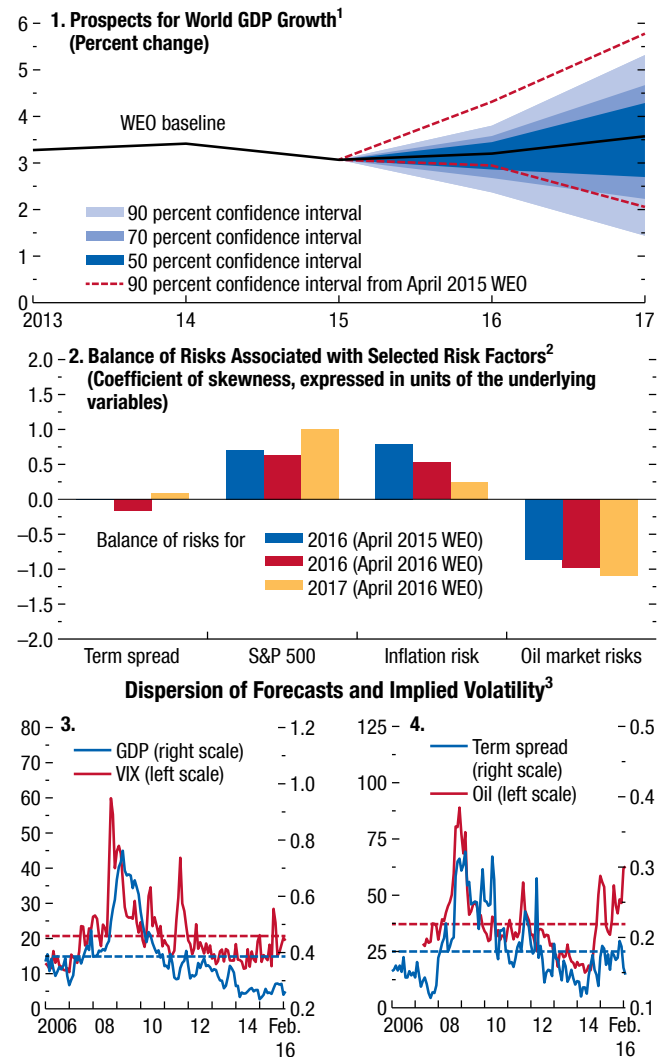 1. Prospects for World GDP Growth1
(Percent change)
6
5
4
3
2
1
0
WEO baseline
90 percent confidence interval
70 percent confidence interval
50 percent confidence interval
90 percent confidence interval from April 2015 WEO
2013 14 15 16 17
2. Balance of Risks Associated with Selected Risk Factors2
(Coefficient of skewness, expressed in units of the underlying
variables)
2.0
1.5
1.0
0.5
0.0
–0.5
–1.0
–1.5
–2.0
Balance of risks for
2016 (April 2015 WEO)
2016 (April 2016 WEO)
2017 (April 2016 WEO)
Term spread S&P 500 Inflation risk Oil market risks
Dispersion of Forecasts and Implied Volatility3
3.
GDP (right scale)
VIX (left scale)
80
70
60
50
40
30
20
10
0
1.2
1.0
0.8
0.6
0.4
0.2
2006 08 10 12 14 Feb.
16
4.
Term spread
(right scale)
Oil (left scale)
125
100
75
50
25
0
0.5
0.4
0.3
0.2
0.1
2006 08 10 12 14 Feb.
16